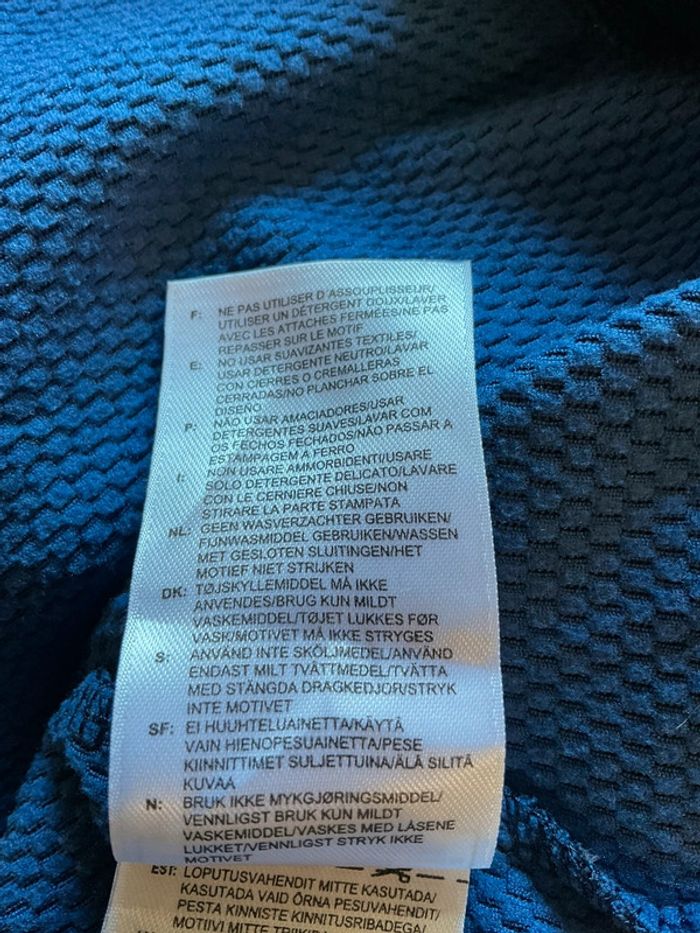 F: NE PAS UTILISER D'ASSOUPLISSEUR/
UTILISER UN DÉTERGENT DOUX/LAVER
AVEC LES ATTACHES FERMÉES/NE PAS
REPASSER SUR LE MOTIF
E: NO USAR SUAVIZANTES TEXTILES/
USAR DETERGENTE NEUTRO/LAVAR
CON CIERRES O CREMALLERAS
CERRADAS/NO PLANCHAR SOBRE EL
DISEÑO
P: NÃO USAR AMACIADORES/USAR
DETERGENTES SUAVES/LAVAR COM
OS FECHOS FECHADOS/NÃO PASSAR A
ESTAMPAGEM A FERRO
I: NON USARE AMMORBIDENTI/USARE
SOLO DETERGENTE DELICATO/LAVARE
CON LE CERNIERE CHIUSE/NON
STIRARE LA PARTE STAMPATA
NL: GEEN WASVERZACHTER GEBRUIKEN/
FIJNWASMIDDEL GEBRUIKEN/WASSEN
MET GESLOTEN SLUITINGEN/HET
MOTIEF NIET STRIJKEN
DK: TØJSKYLLEMIDDEL MÅ IKKE
ANVENDES/BRUG KUN MILDT
VASKEMIDDEL/TØJET LUKKES FØR
VASK/MOTIVET MÅ IKKE STRYGES
S: ANVÄND INTE SKÖLJMEDEL/ANVÄND
ENDAST MILT TVÄTTMEDEL/TVÄTTA
MED STÄNGDA DRAGKEDJOR/STRYK
INTE MOTIVET
SF: EI HUUHTELUAINETTA/KÄYTÄ
VAIN HIENOPESUAINETTA/PESE
KIINNITTIMET SULJETTUINA/ÄLÄ SILITÄ
KUVAA
N: BRUK IKKE MYKGJØRINGSMIDDEL/
VENNLIGST BRUK KUN MILDT
VASKEMIDDEL/VASKES MED LÅSENE
LUKKET/VENNLIGST STRYK IKKE
MOTIVET
EST: LOPUTUSVAHENDIT MITTE KASUTADA/
KASUTADA VAID ÕRNA PESUVAHENDIT/
PESTA KINNISTE KINNITUSRIBADEGA/
MOTIIVI MITTE